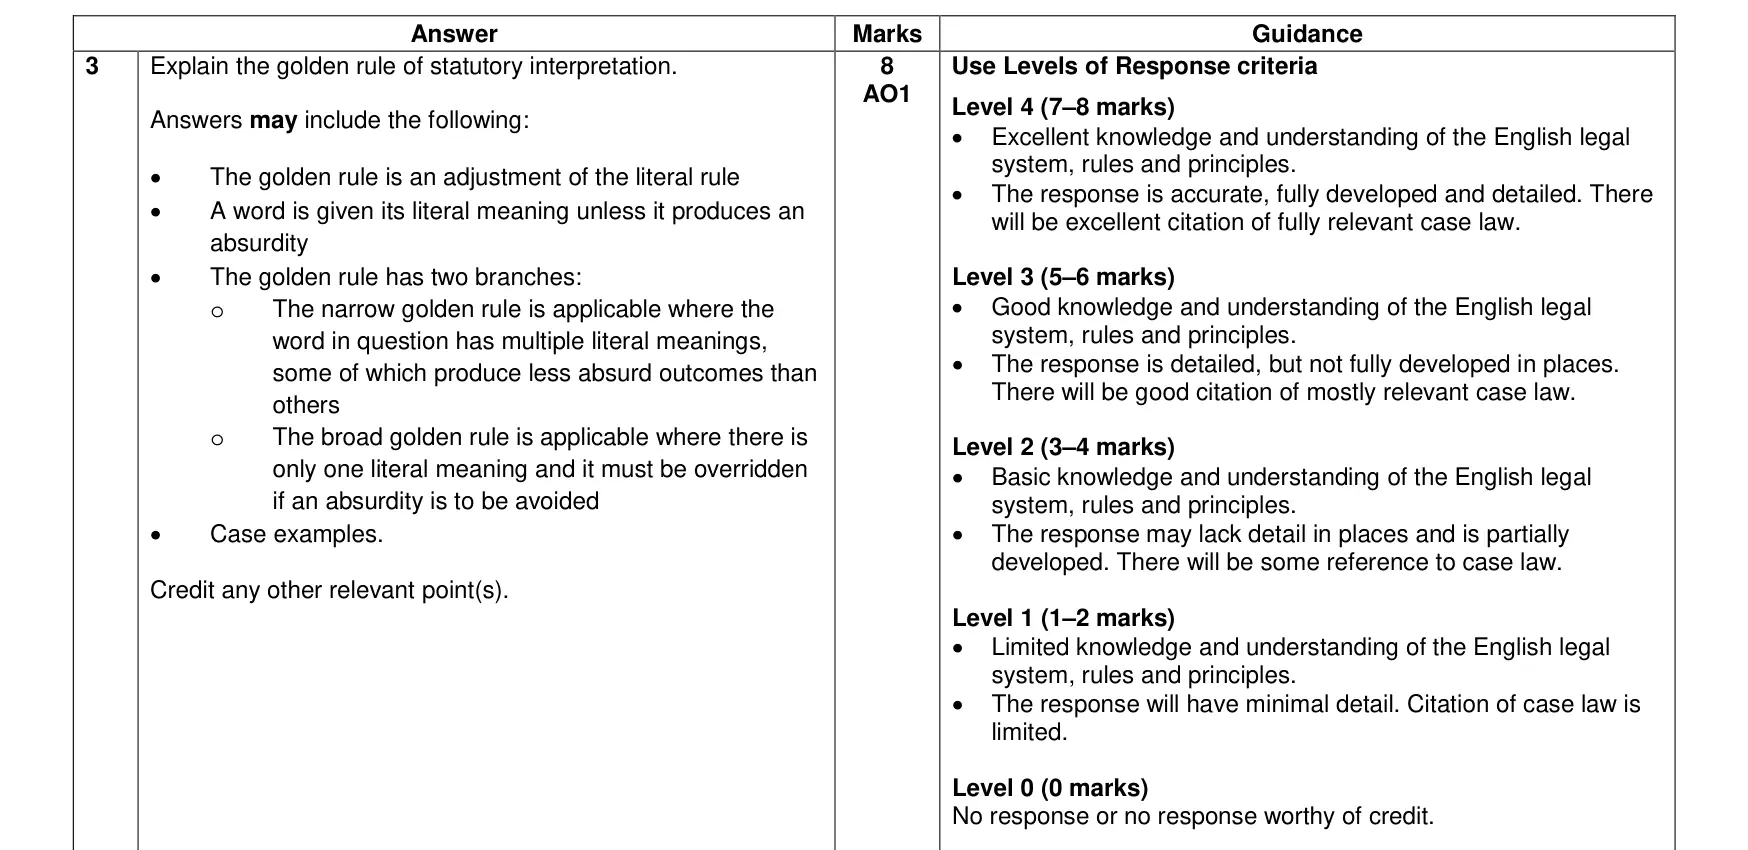 Answer
Marks
Guidance
3
Explain the golden rule of statutory interpretation.
Answers may include the following:
• The golden rule is an adjustment of the literal rule
• A word is given its literal meaning unless it produces an
absurdity
• The golden rule has two branches:
o The narrow golden rule is applicable where the
word in question has multiple literal meanings,
some of which produce less absurd outcomes than
others
o The broad golden rule is applicable where there is
only one literal meaning and it must be overridden
if an absurdity is to be avoided
• Case examples.
Credit any other relevant point(s).
8
AO1
Use Levels of Response criteria
Level 4 (7–8 marks)
• Excellent knowledge and understanding of the English legal
system, rules and principles.
• The response is accurate, fully developed and detailed. There
will be excellent citation of fully relevant case law.
Level 3 (5–6 marks)
• Good knowledge and understanding of the English legal
system, rules and principles.
• The response is detailed, but not fully developed in places.
There will be good citation of mostly relevant case law.
Level 2 (3–4 marks)
• Basic knowledge and understanding of the English legal
system, rules and principles.
• The response may lack detail in places and is partially
developed. There will be some reference to case law.
Level 1 (1–2 marks)
• Limited knowledge and understanding of the English legal
system, rules and principles.
• The response will have minimal detail. Citation of case law is
limited.
Level 0 (0 marks)
No response or no response worthy of credit.